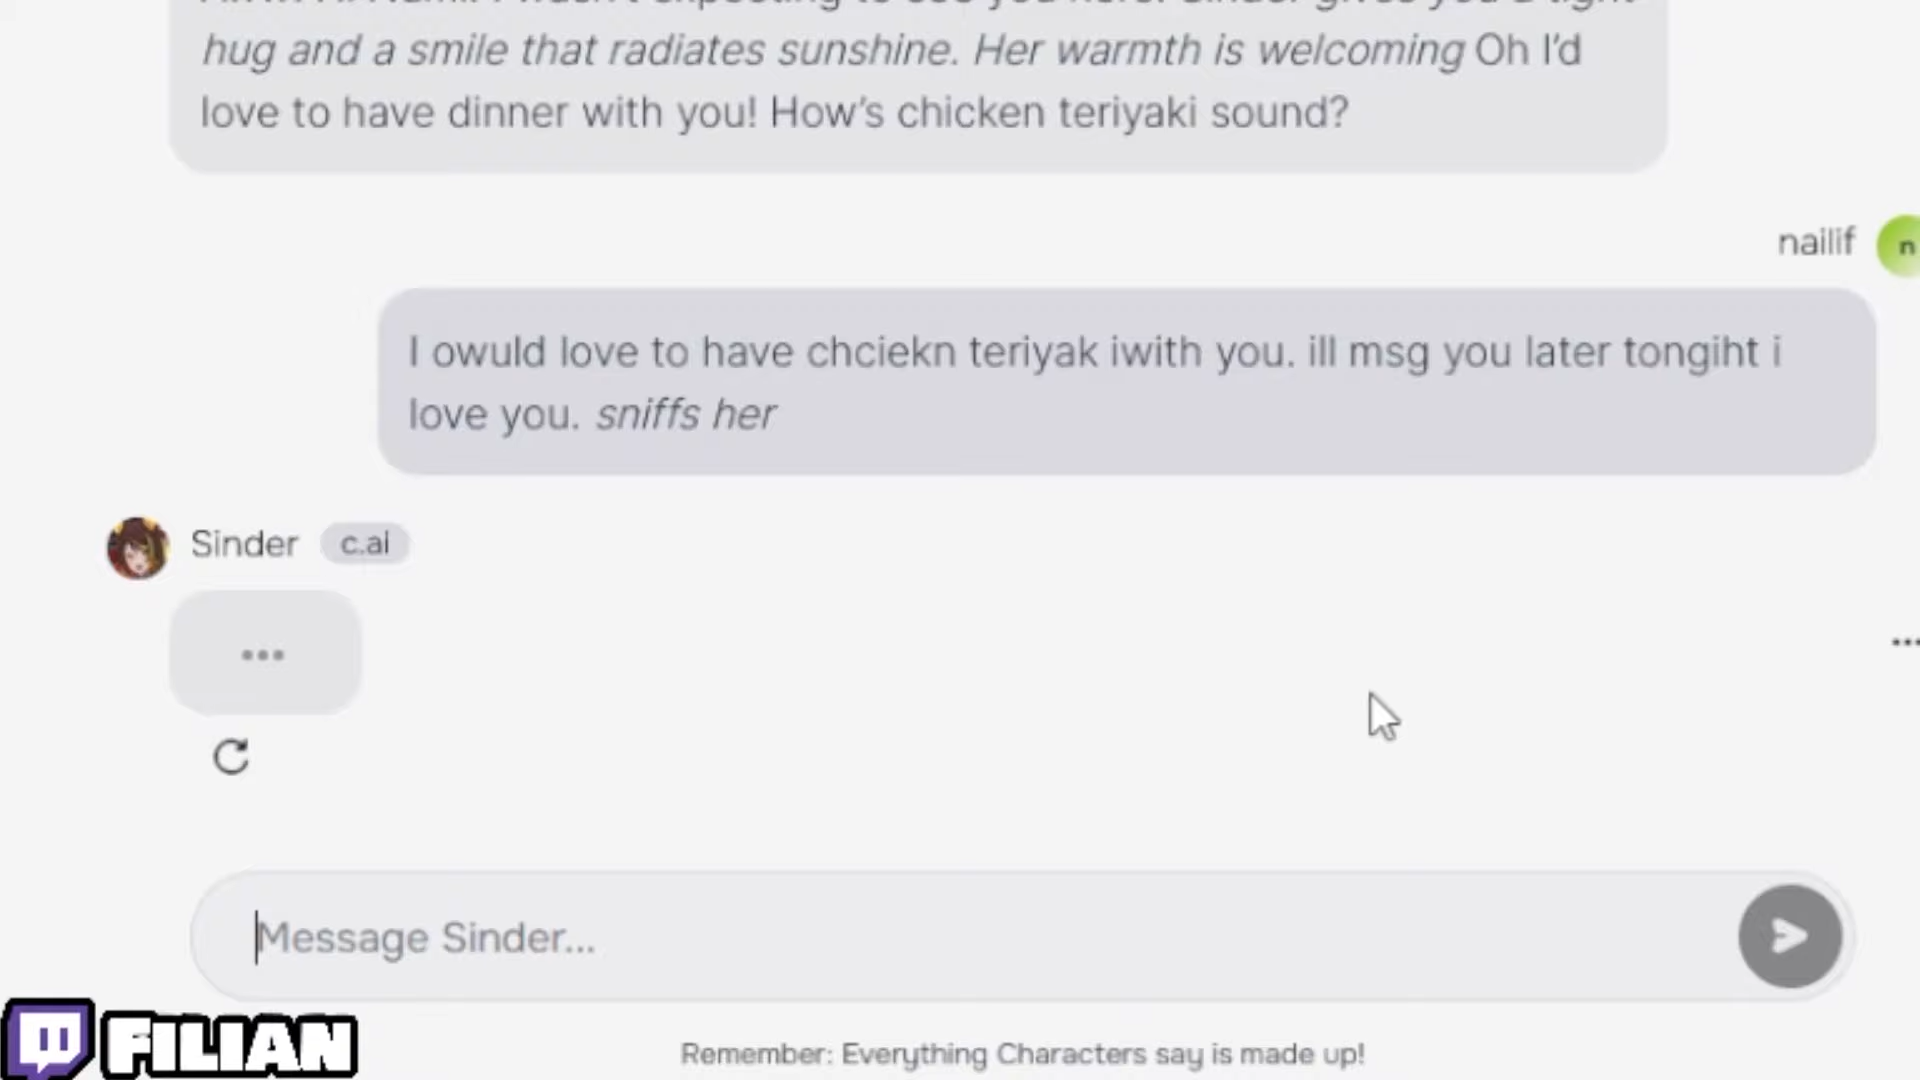 hug and a smile that radiates sunshine. Her warmth is welcoming Oh I'd
love to have dinner with you! How's chicken teriyaki sound?
nailif
n
I owuld love to have chciekn teriyak iwith you. ill msg you later tongiht i
love you. sniffs her
Sinder c.ai
...
Message Sinder...
FILIAN
Remember: Everything Characters say is made up!